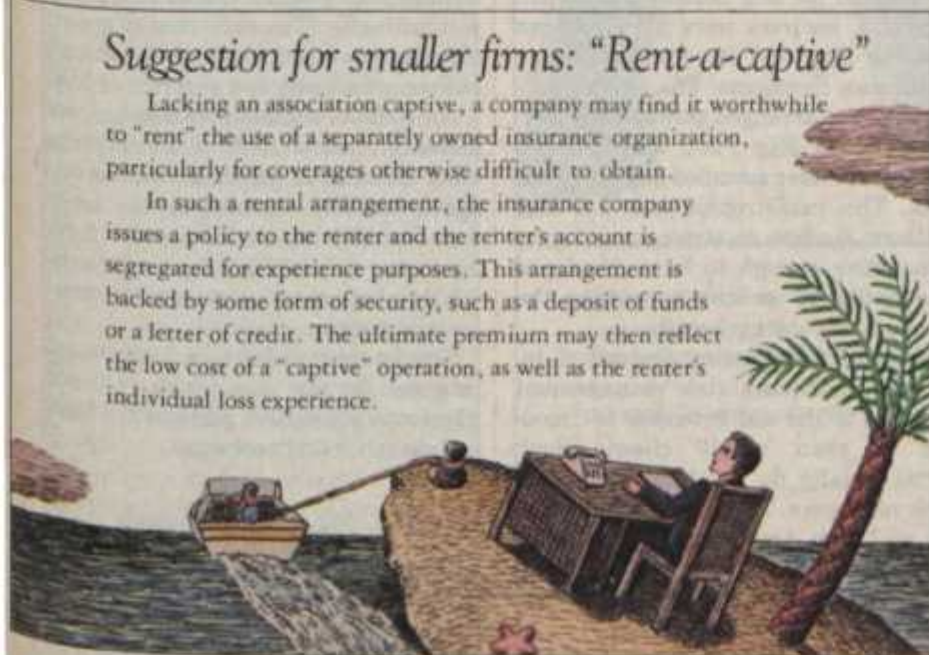 Suggestion for smaller firms: "Rent-a-captive"
Lacking an association captive, a company may find it worthwhile
to "rent" the use of a separately owned insurance organization,
particularly for coverages otherwise difficult to obtain.
In such a rental arrangement, the insurance company
issues a policy to the renter and the renter's account is
segregated for experience purposes. This arrangement is
backed by some form of security, such as a deposit of funds
or a letter of credit. The ultimate premium may then reflect
the low cost of a "captive" operation, as well as the renter's
individual loss experience.